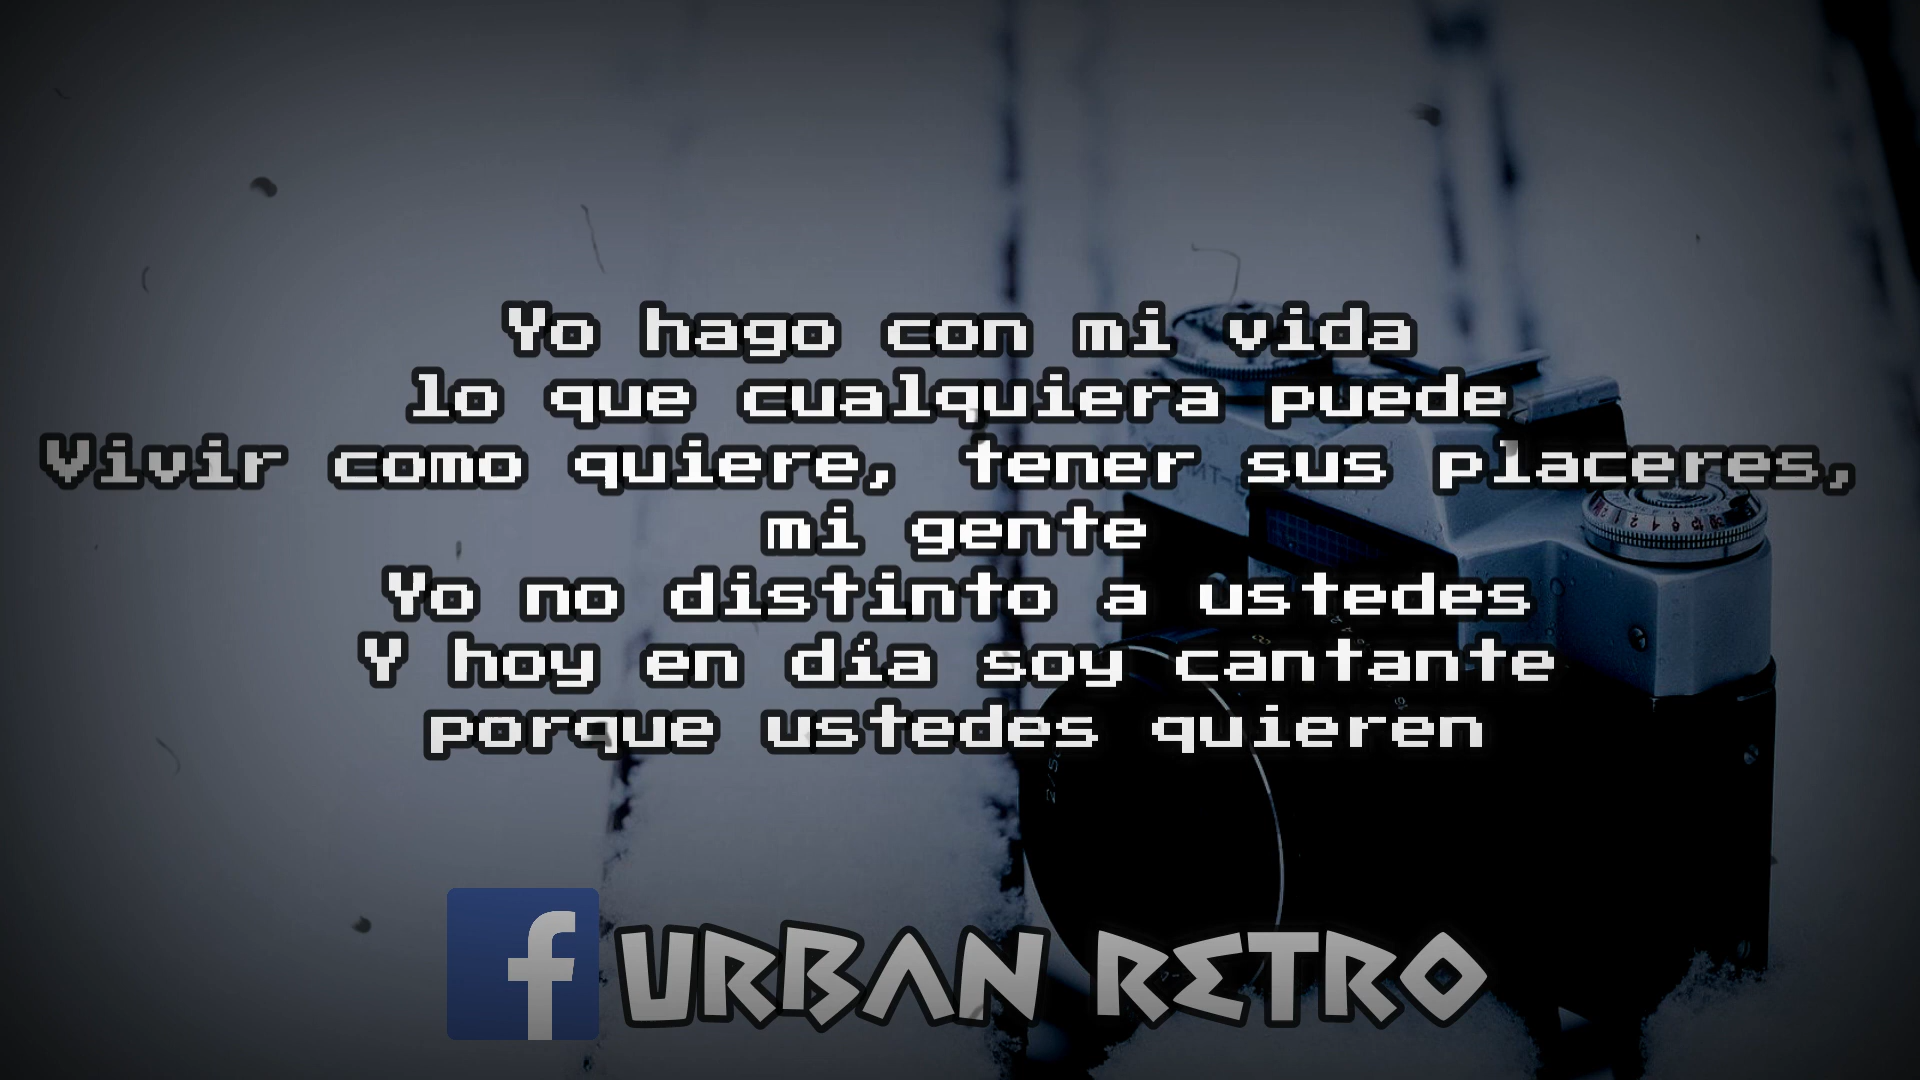 Yo hago con mi vida
lo que cualquiera puede
Vivir como quiere, tener sus placeres,
mi gente
Yo no distinto a ustedes
Y hoy en día soy cantante
porque ustedes quieren
f URBAN RETRO